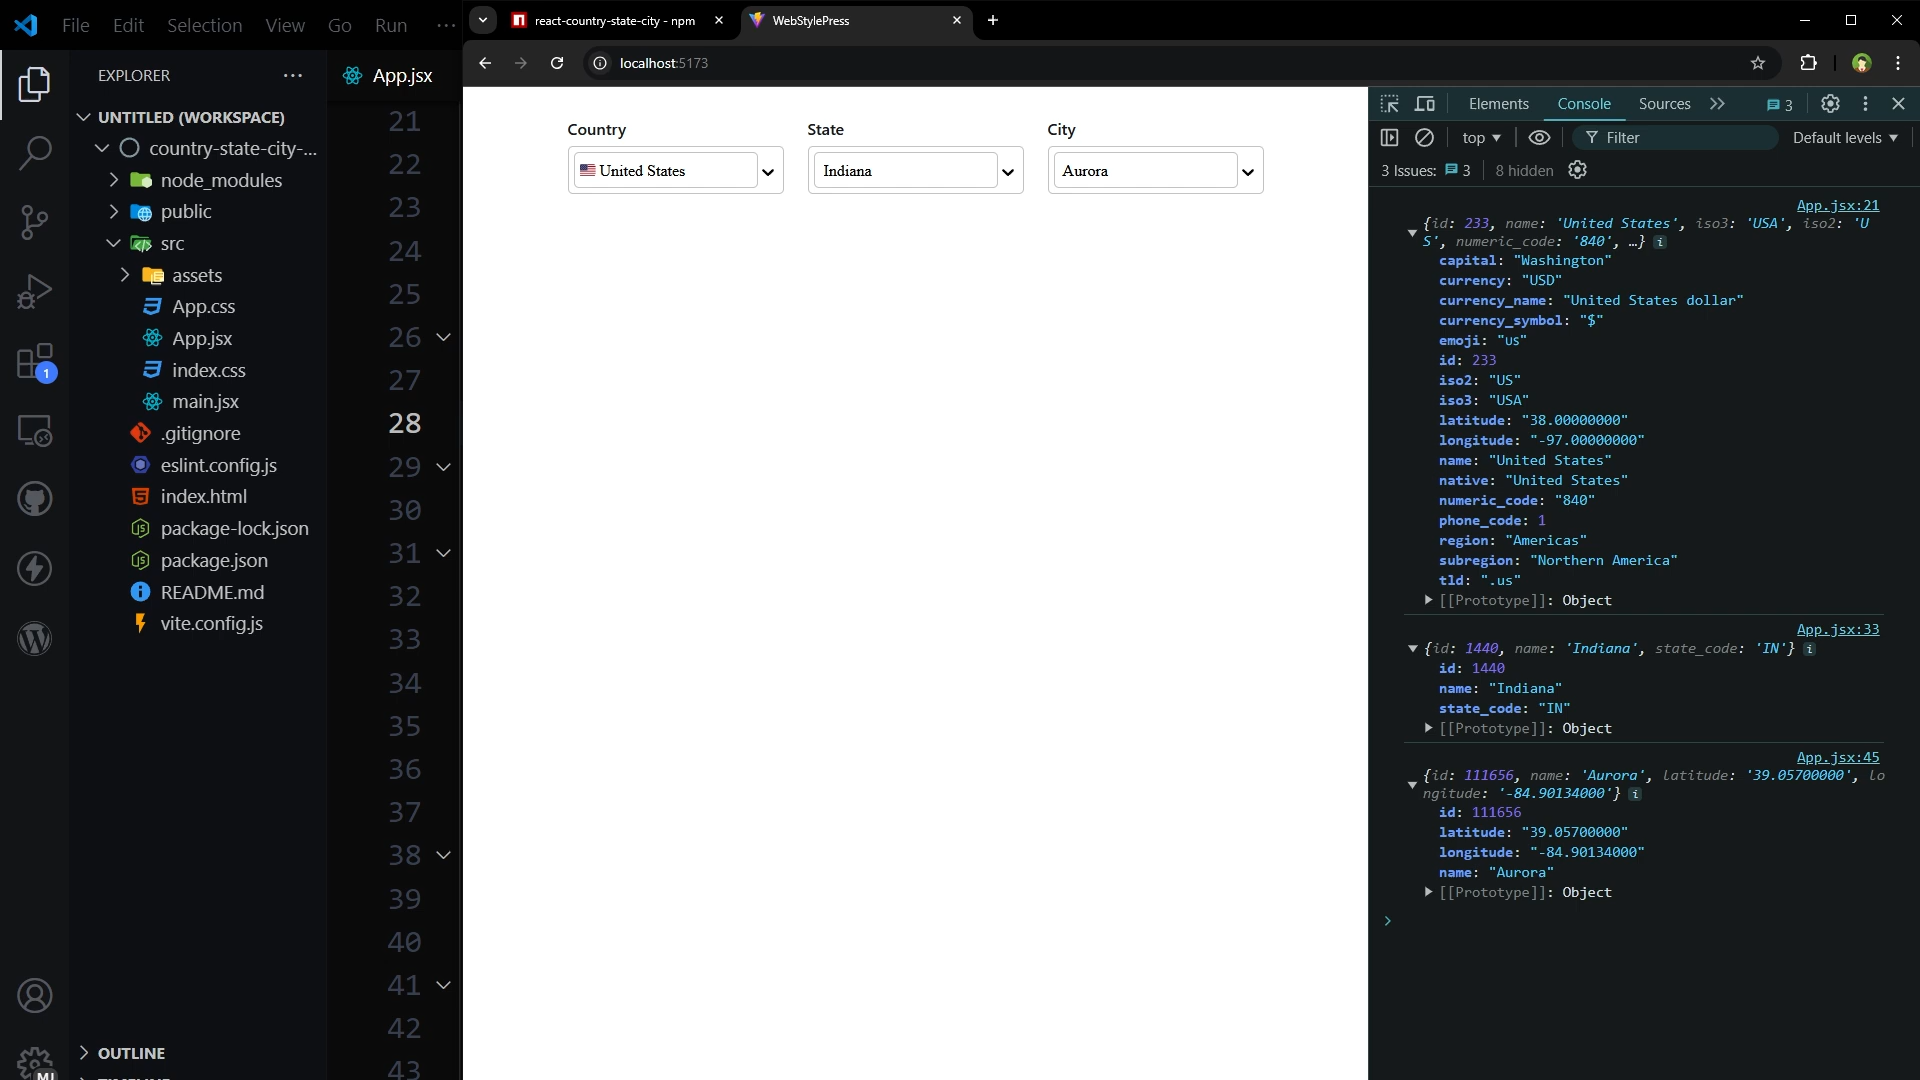 File Edit Selection View Go Run ···
EXPLORER ···
UNTITLED (WORKSPACE)
country-state-city-...
node_modules
public
src
assets
App.css
App.jsx
index.css
main.jsx
.gitignore
eslint.config.js
index.html
package-lock.json
package.json
README.md
vite.config.js
OUTLINE
1
App.jsx
21
22
23
24
25
26
27
28
29
30
31
32
33
34
35
36
37
38
39
40
41
42
43
react-country-state-city - npm
WebStylePress
localhost:5173
Country State City
United States Indiana Aurora
Elements Console Sources 3
top Filter Default levels
3 Issues: 3 8 hidden
App.jsx:21
{id: 233, name: 'United States', iso3: 'USA', iso2: 'U
S', numeric_code: '840', …}
capital: "Washington"
currency: "USD"
currency_name: "United States dollar"
currency_symbol: "$"
emoji: "us"
id: 233
iso2: "US"
iso3: "USA"
latitude: "38.00000000"
longitude: "-97.00000000"
name: "United States"
native: "United States"
numeric_code: "840"
phone_code: 1
region: "Americas"
subregion: "Northern America"
tld: ".us"
[[Prototype]]: Object
App.jsx:33
{id: 1440, name: 'Indiana', state_code: 'IN'}
id: 1440
name: "Indiana"
state_code: "IN"
[[Prototype]]: Object
App.jsx:45
{id: 111656, name: 'Aurora', latitude: '39.05700000', lo
ngitude: '-84.90134000'}
id: 111656
latitude: "39.05700000"
longitude: "-84.90134000"
name: "Aurora"
[[Prototype]]: Object